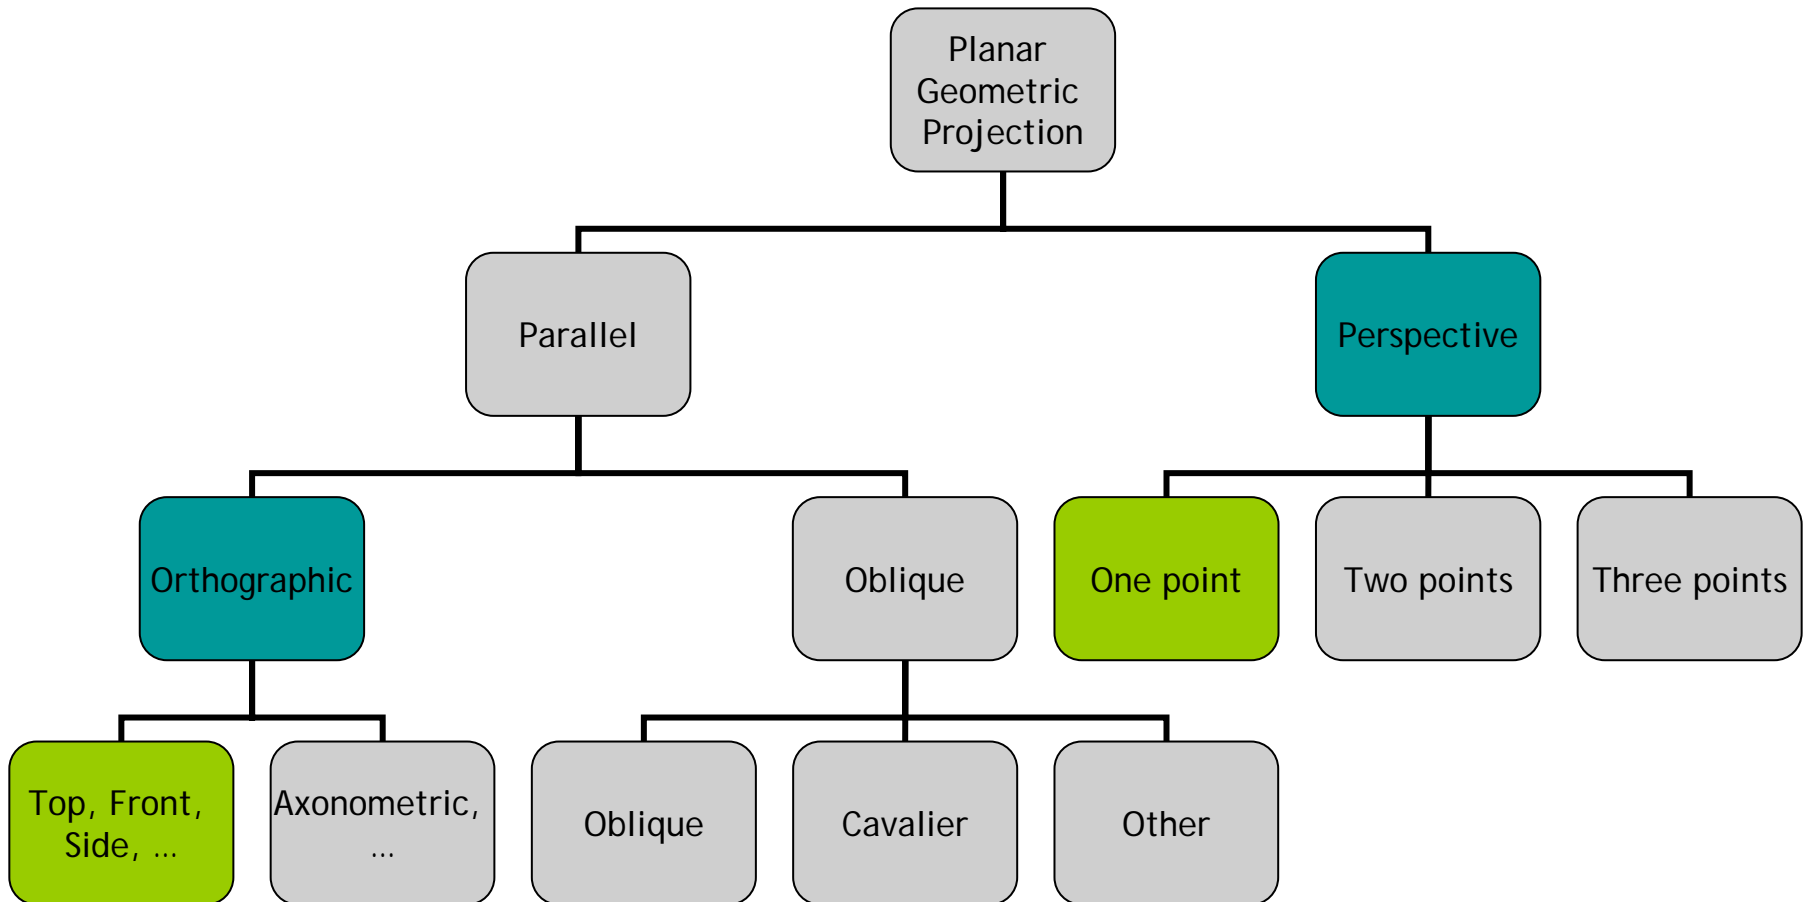 Planar
Geometric
Projection
Parallel
Perspective
Orthographic
Oblique
One point
Two points
Three points
Top, Front,
Side, ...
Axonometric,
...
Oblique
Cavalier
Other